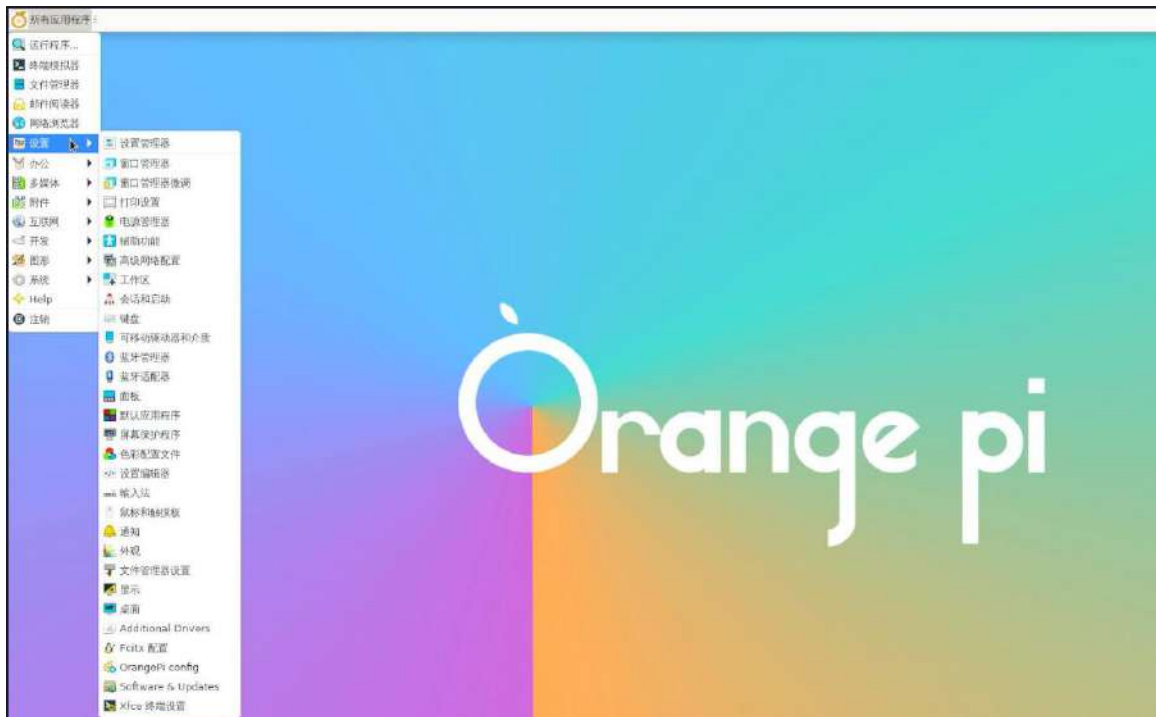 所有应用程序
运行程序...
终端模拟器
文件管理器
邮件阅读器
网络浏览器
设置
办公
多媒体
附件
互联网
开发
图形
系统
Help
注销
设置管理器
窗口管理器
窗口管理器微调
打印设置
电源管理器
辅助功能
高级网络配置
工作区
会话和启动
键盘
可移动驱动器和介质
蓝牙管理器
蓝牙适配器
面板
默认应用程序
屏幕保护程序
色彩配置文件
设置编辑器
输入法
鼠标和触摸板
通知
外观
文件管理器设置
显示
桌面
Additional Drivers
Fcitx 配置
OrangePi config
Software & Updates
Xfce 终端设置
Orange pi